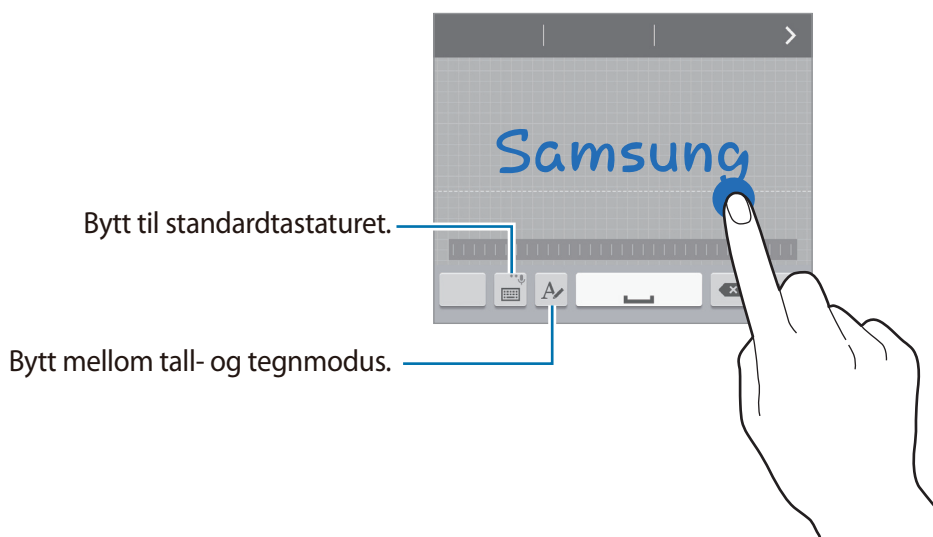 Samsung
Bytt til standardtastaturet.
A
Bytt mellom tall- og tegnmodus.